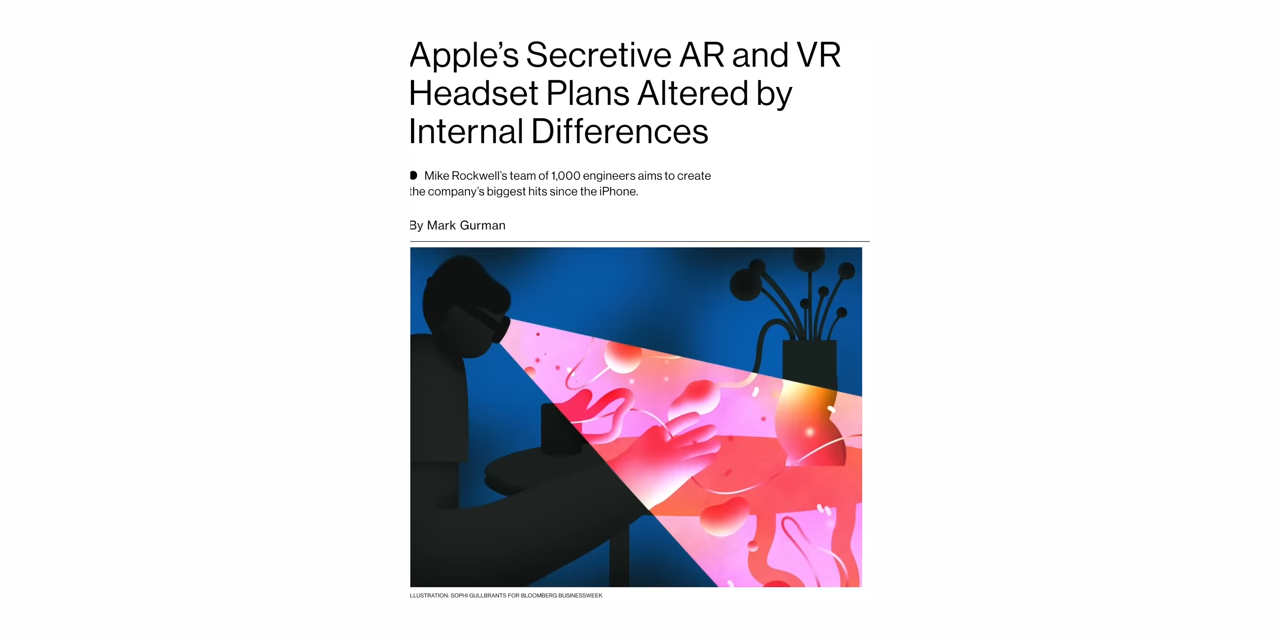 Apple's Secretive AR and VR
Headset Plans Altered by
Internal Differences
Mike Rockwell's team of 1,000 engineers aims to create
the company's biggest hits since the iPhone.
By Mark Gurman
LLUSTRATION: SOPHI GULLBRANTS FOR BLOOMBERG BUSINESSWEEK